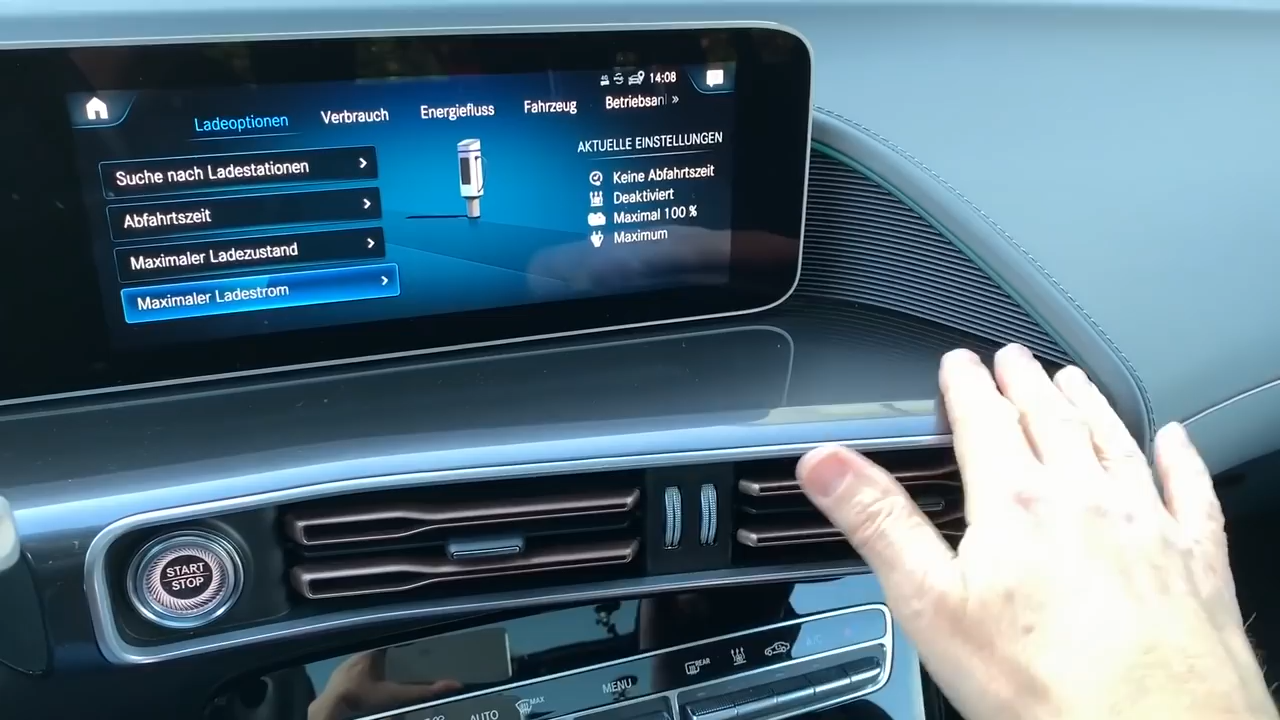 14:08
Ladeoptionen
Verbrauch
Energiefluss
Fahrzeug
Betriebsanl
Suche nach Ladestationen
Abfahrtszeit
Maximaler Ladezustand
Maximaler Ladestrom
AKTUELLE EINSTELLUNGEN
Keine Abfahrtszeit
Deaktiviert
Maximal 100 %
Maximum
START
STOP
AUTO
MAX
MENU
REAR
A/C